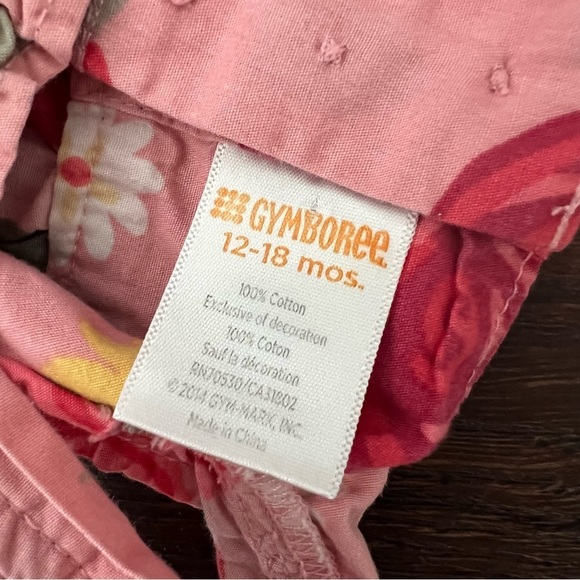 GYMBOREE
12-18 mos.
100% Cotton
Exclusive of decoration
100% Coton
Sauf la décoration
RN70530/CA31802
© 2014 GYM-MARK, INC.
Made in China